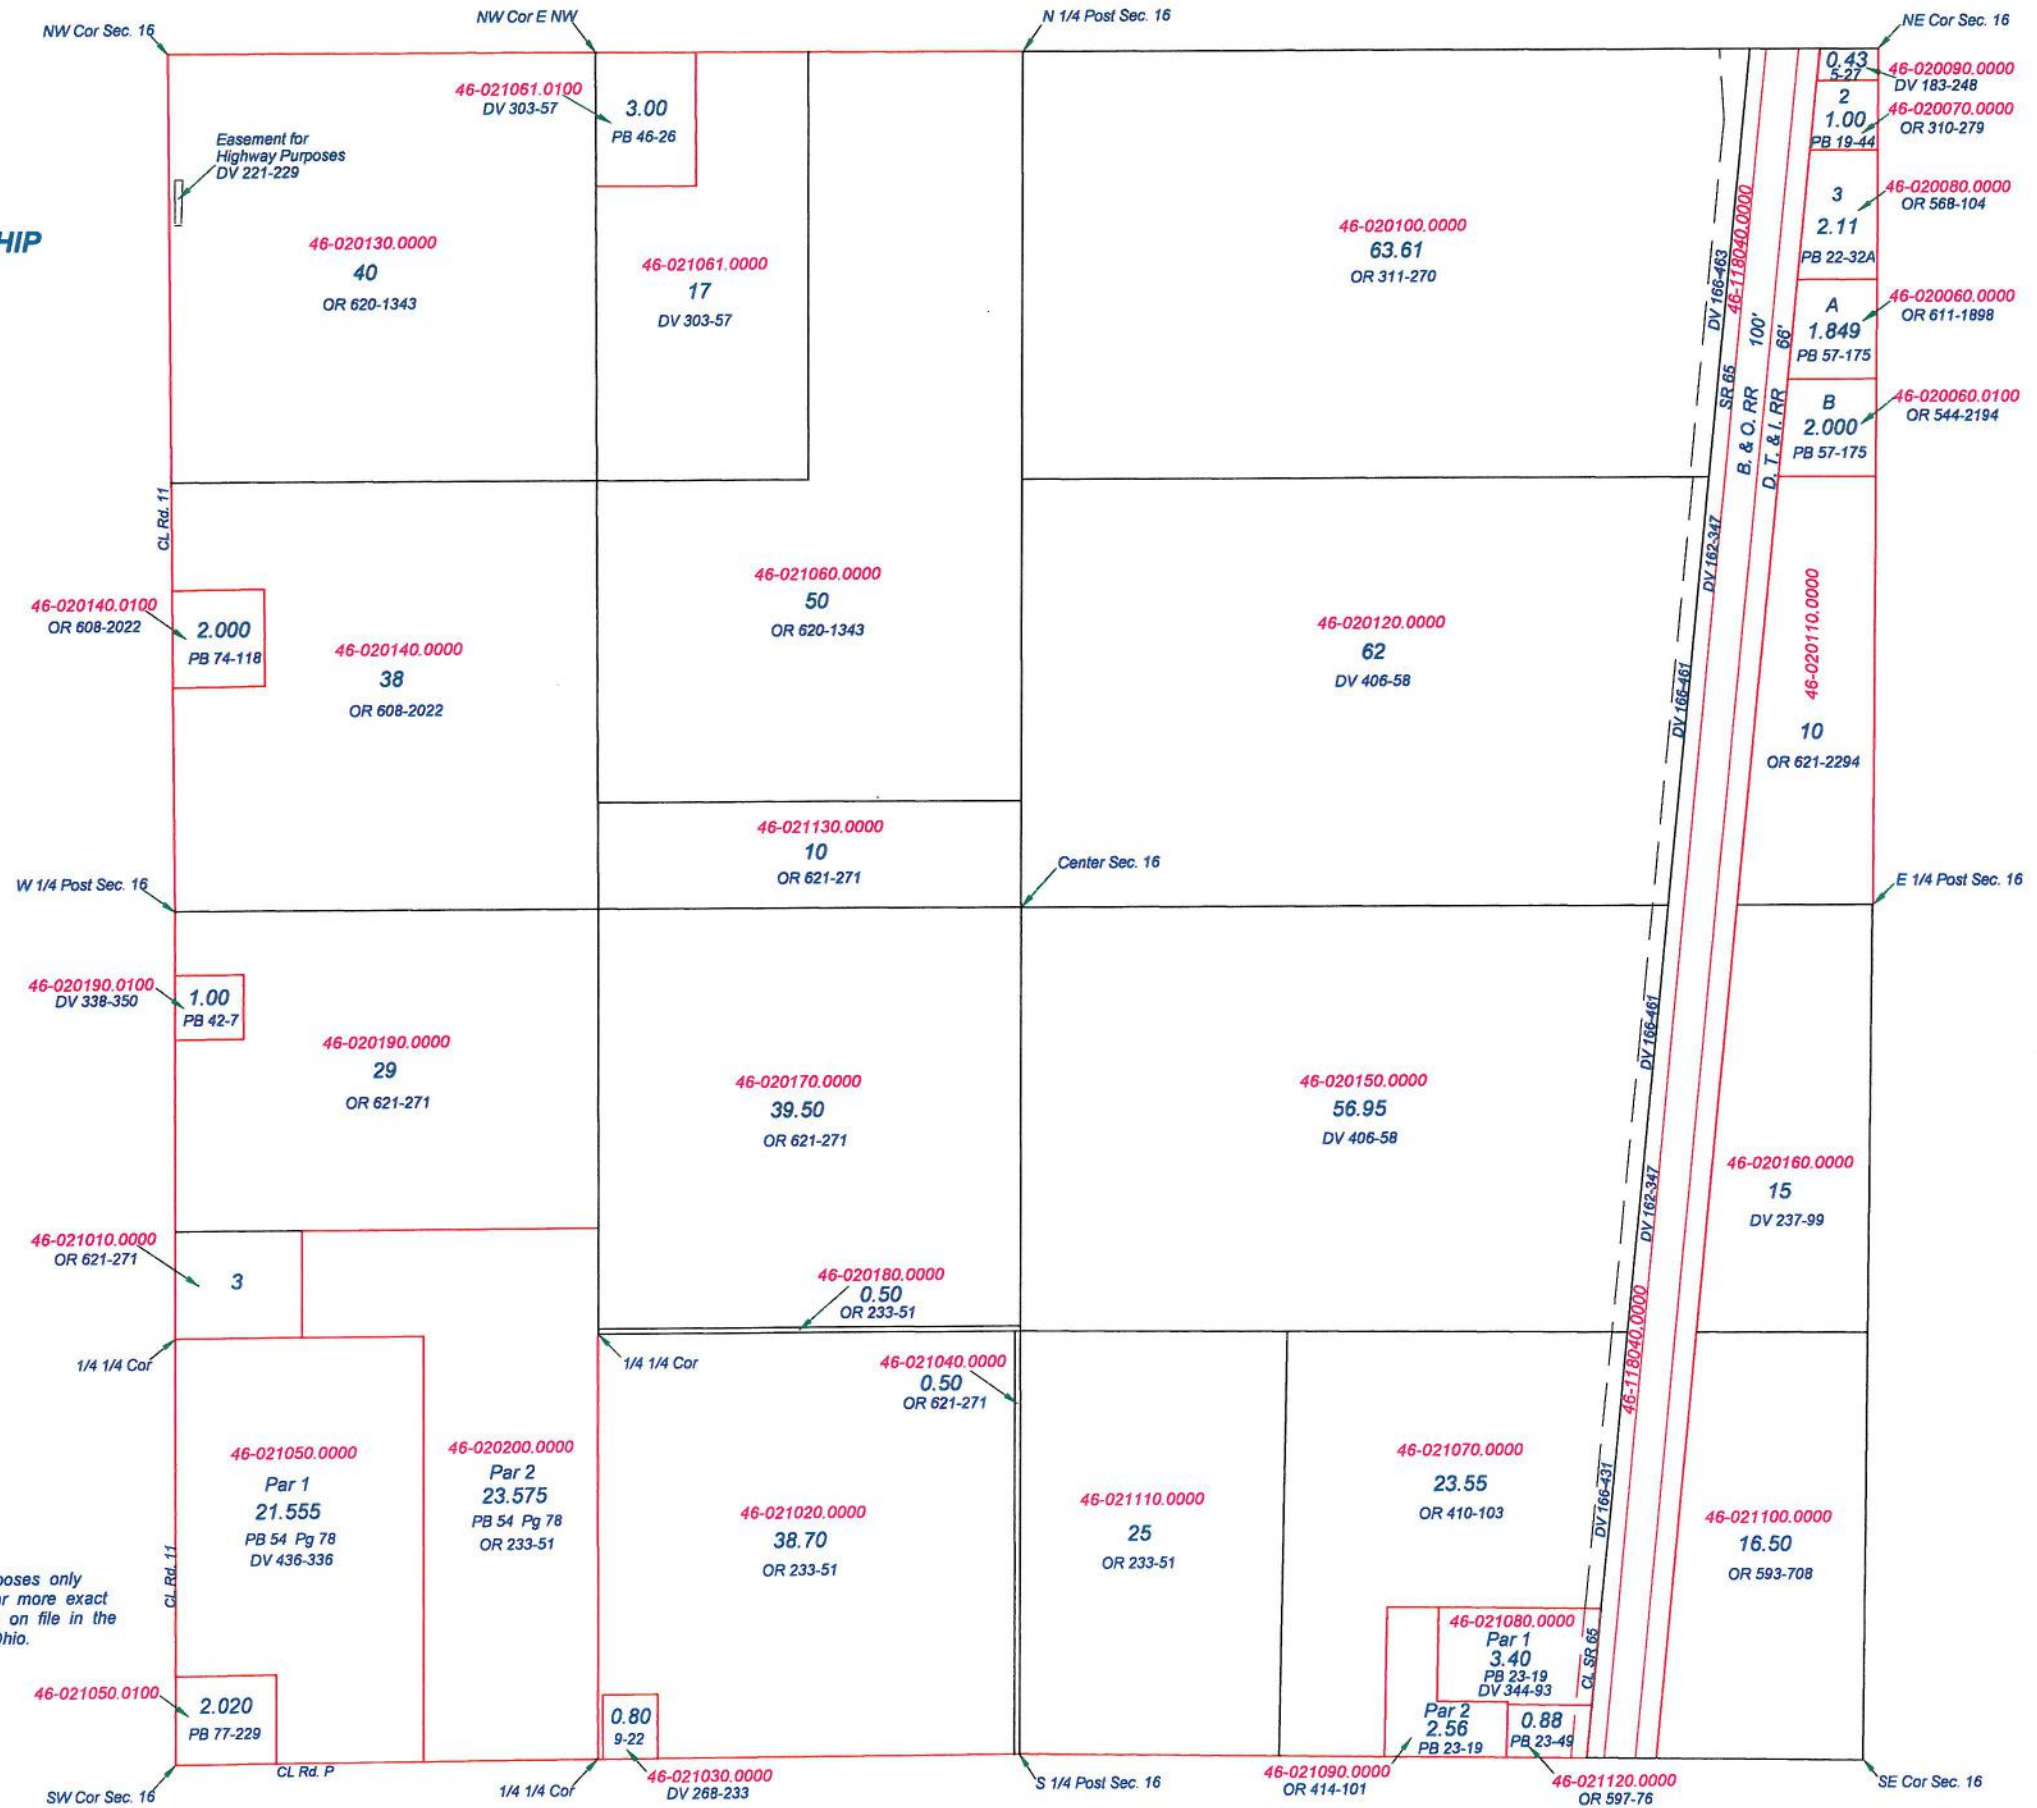 NW Cor Sec. 16
NW Cor E NW
N 1/4 Post Sec. 16
NE Cor Sec. 16
46-021061.0100
DV 303-57
3.00
PB 46-26
0.43
5-27
46-020090.0000
DV 183-248
2
1.00
PB 19-44
46-020070.0000
OR 310-279
Easement for
Highway Purposes
DV 221-229
HIP
46-020130.0000
40
OR 620-1343
46-021061.0000
17
DV 303-57
46-020100.0000
63.61
OR 311-270
DV 166-463
46-118040.0000
3
2.11
PB 22-32A
46-020080.0000
OR 568-104
A
1.849
PB 57-175
46-020060.0000
OR 611-1898
SR 65
B. & O. RR 100'
D. T. & I. RR 66'
B
2.000
PB 57-175
46-020060.0100
OR 544-2194
CL Rd. 11
46-020140.0100
OR 608-2022
2.000
PB 74-118
46-020140.0000
38
OR 608-2022
46-021060.0000
50
OR 620-1343
46-020120.0000
62
DV 406-58
DV 162-347
DV 166-461
46-020110.0000
10
OR 621-2294
46-021130.0000
10
OR 621-271
W 1/4 Post Sec. 16
Center Sec. 16
E 1/4 Post Sec. 16
46-020190.0100
DV 338-350
1.00
PB 42-7
46-020190.0000
29
OR 621-271
46-020170.0000
39.50
OR 621-271
46-020150.0000
56.95
DV 406-58
DV 166-461
DV 162-347
46-020160.0000
15
DV 237-99
46-021010.0000
OR 621-271
3
46-020180.0000
0.50
OR 233-51
1/4 1/4 Cor
1/4 1/4 Cor
46-021040.0000
0.50
OR 621-271
46-118040.0000
46-021050.0000
Par 1
21.555
PB 54 Pg 78
DV 436-336
46-020200.0000
Par 2
23.575
PB 54 Pg 78
OR 233-51
46-021020.0000
38.70
OR 233-51
46-021110.0000
25
OR 233-51
46-021070.0000
23.55
OR 410-103
DV 166-431
46-021100.0000
16.50
OR 593-708
CL Rd. 11
poses only
r more exact
on file in the
Ohio.
46-021080.0000
Par 1
3.40
PB 23-19
DV 344-93
CL SR 65
46-021050.0100
2.020
PB 77-229
0.80
9-22
Par 2
2.56
PB 23-19
0.88
PB 23-49
SW Cor Sec. 16
CL Rd. P
1/4 1/4 Cor
46-021030.0000
DV 268-233
S 1/4 Post Sec. 16
46-021090.0000
OR 414-101
46-021120.0000
OR 597-76
SE Cor Sec. 16